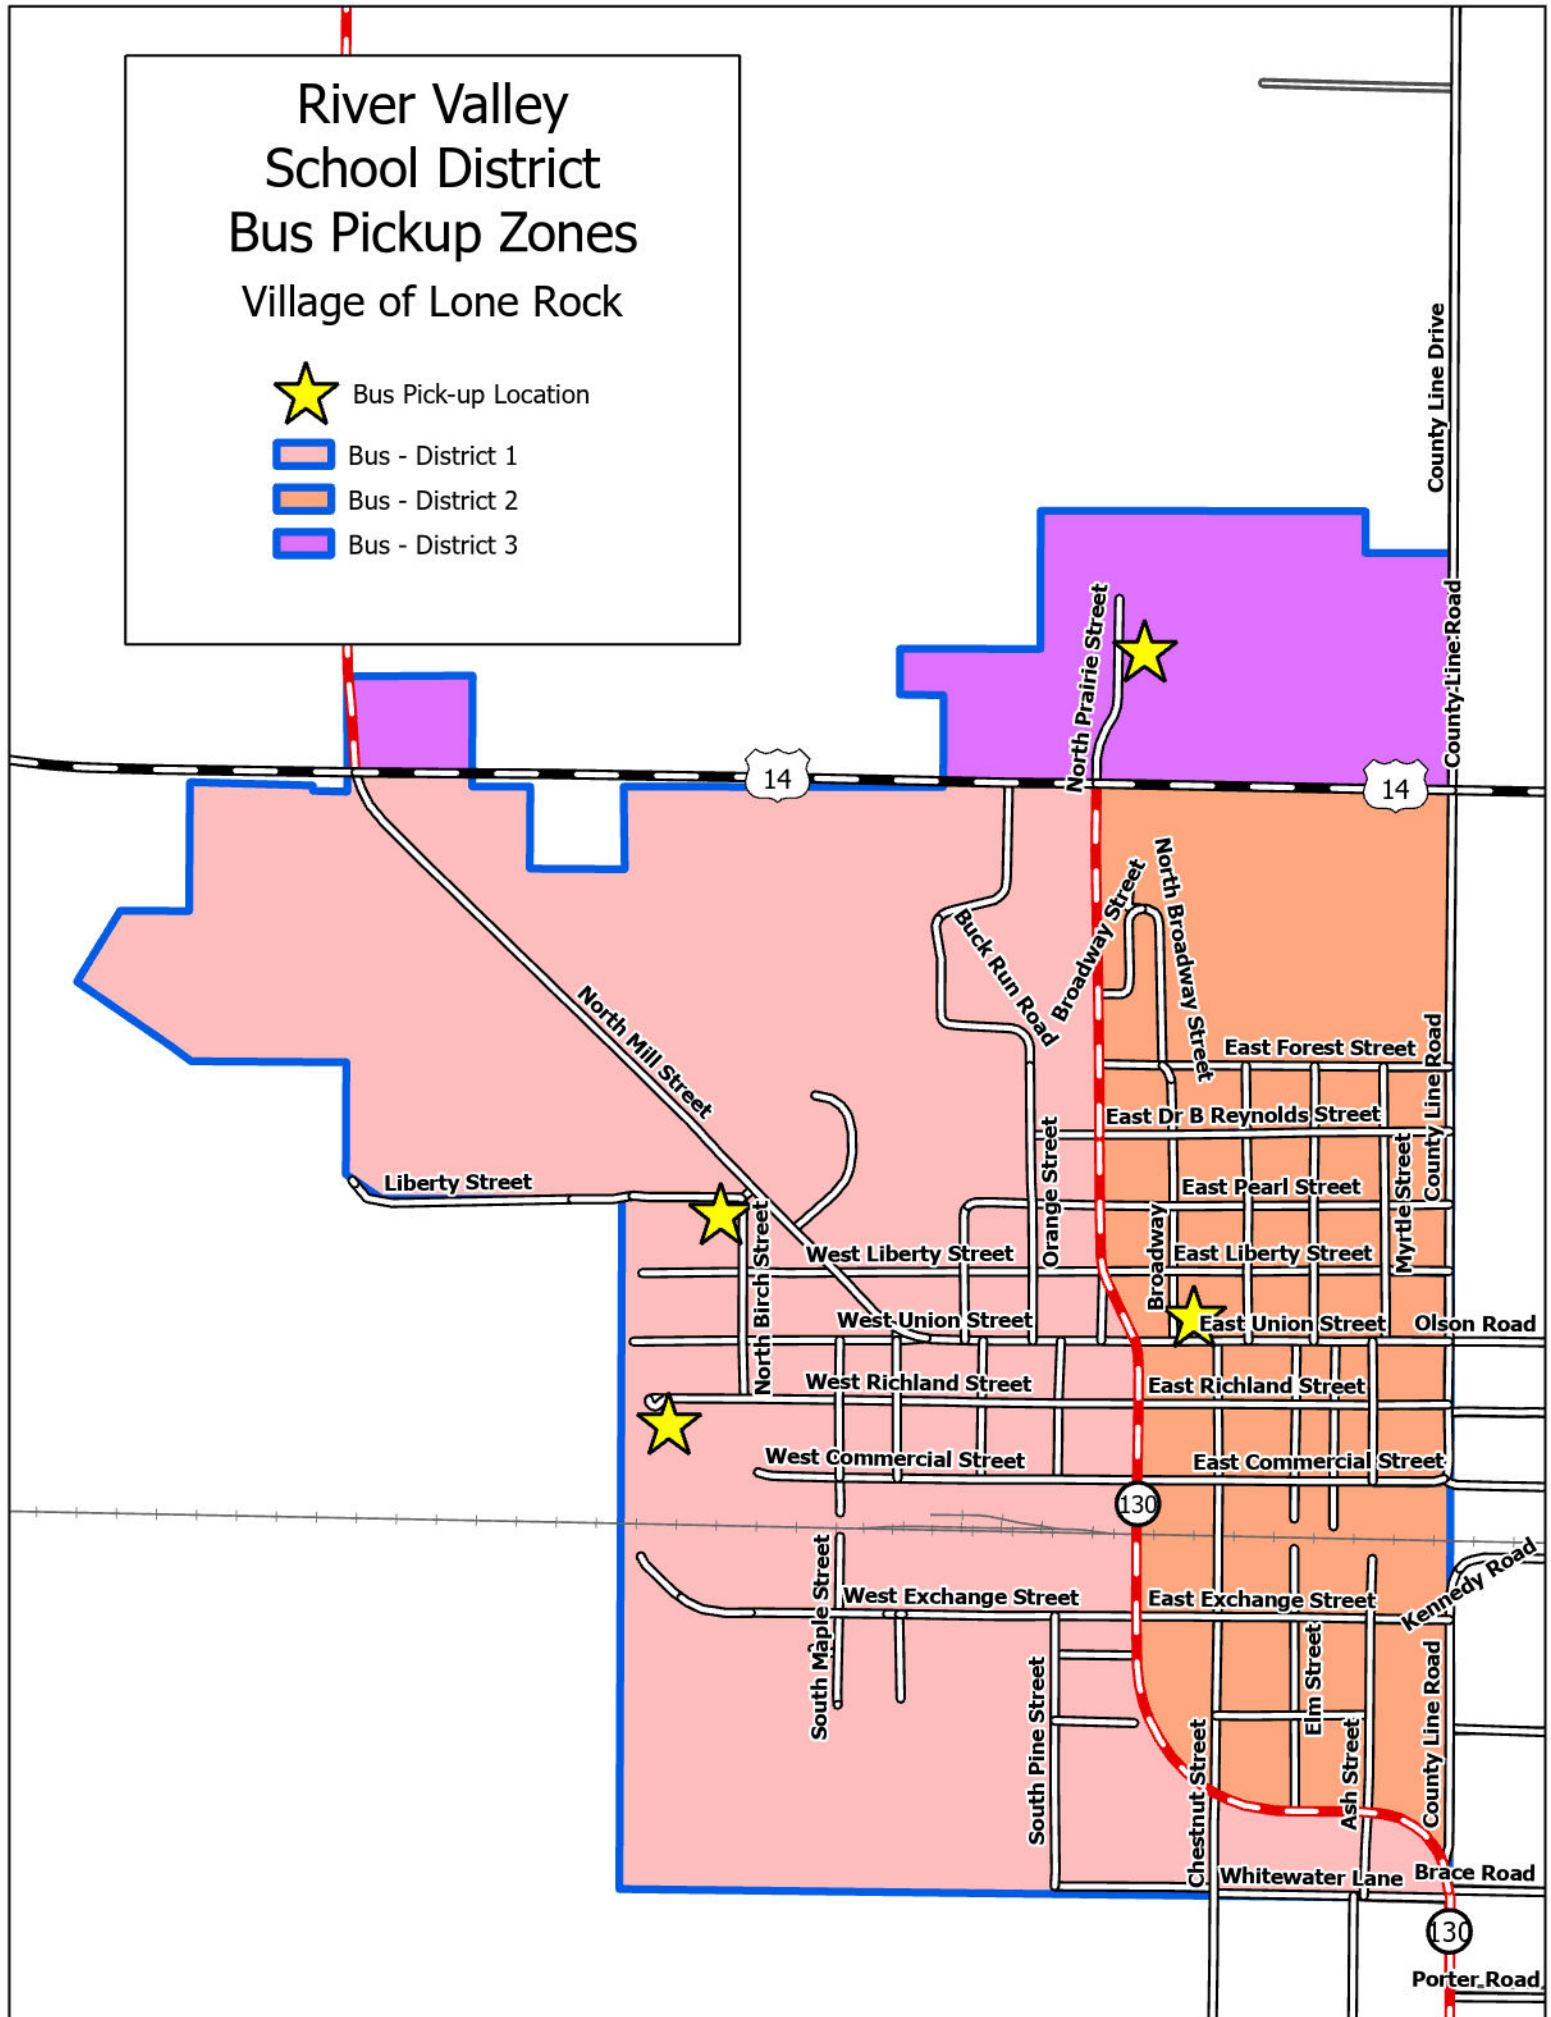 River Valley
School District
Bus Pickup Zones
Village of Lone Rock
Bus Pick-up Location
Bus - District 1
Bus - District 2
Bus - District 3
County Line Drive
North Prairie Street
County Line Road
14
14
North Broadway Street
Broadway Street
Buck Run Road
North Mill Street
East Forest Street
County Line Road
East Dr B Reynolds Street
Orange Street
Myrtle Street
Liberty Street
East Pearl Street
North Birch Street
West Liberty Street
Broadway
East Liberty Street
West Union Street
East Union Street
Olson Road
West Richland Street
East Richland Street
West Commercial Street
East Commercial Street
130
South Maple Street
West Exchange Street
East Exchange Street
Kennedy Road
Elm Street
County Line Road
South Pine Street
Chestnut Street
Ash Street
Whitewater Lane
Brace Road
130
Porter Road